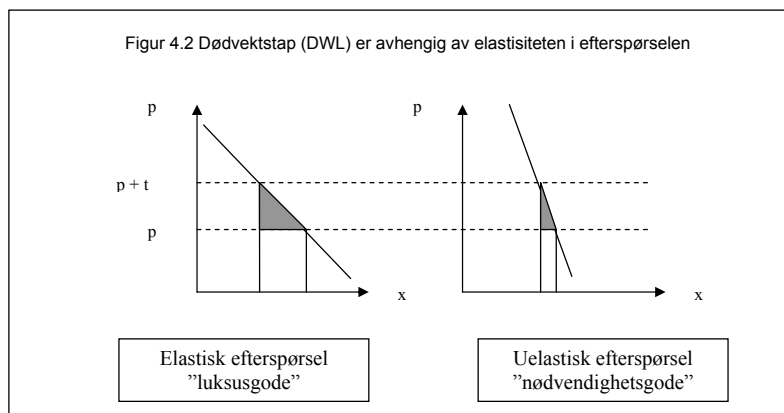 Figur 4.2 Dødvektstap (DWL) er avhengig av elastisiteten i efterspørselen
p
p
p + t
p
x
x
Elastisk efterspørsel
”luksusgode”
Uelastisk efterspørsel
”nødvendighetsgode”